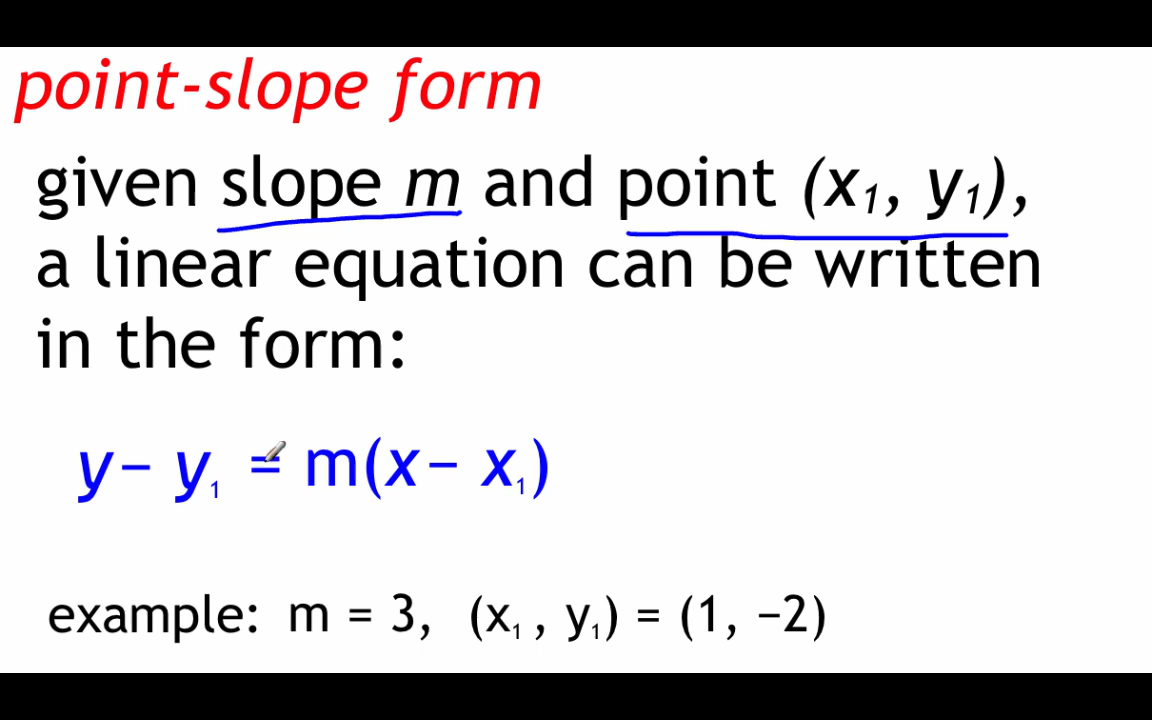 point-slope form
given slope m and point (x₁, y₁),
a linear equation can be written
in the form:
y − y₁ = m(x − x₁)
example: m = 3, (x₁ , y₁) = (1, −2)